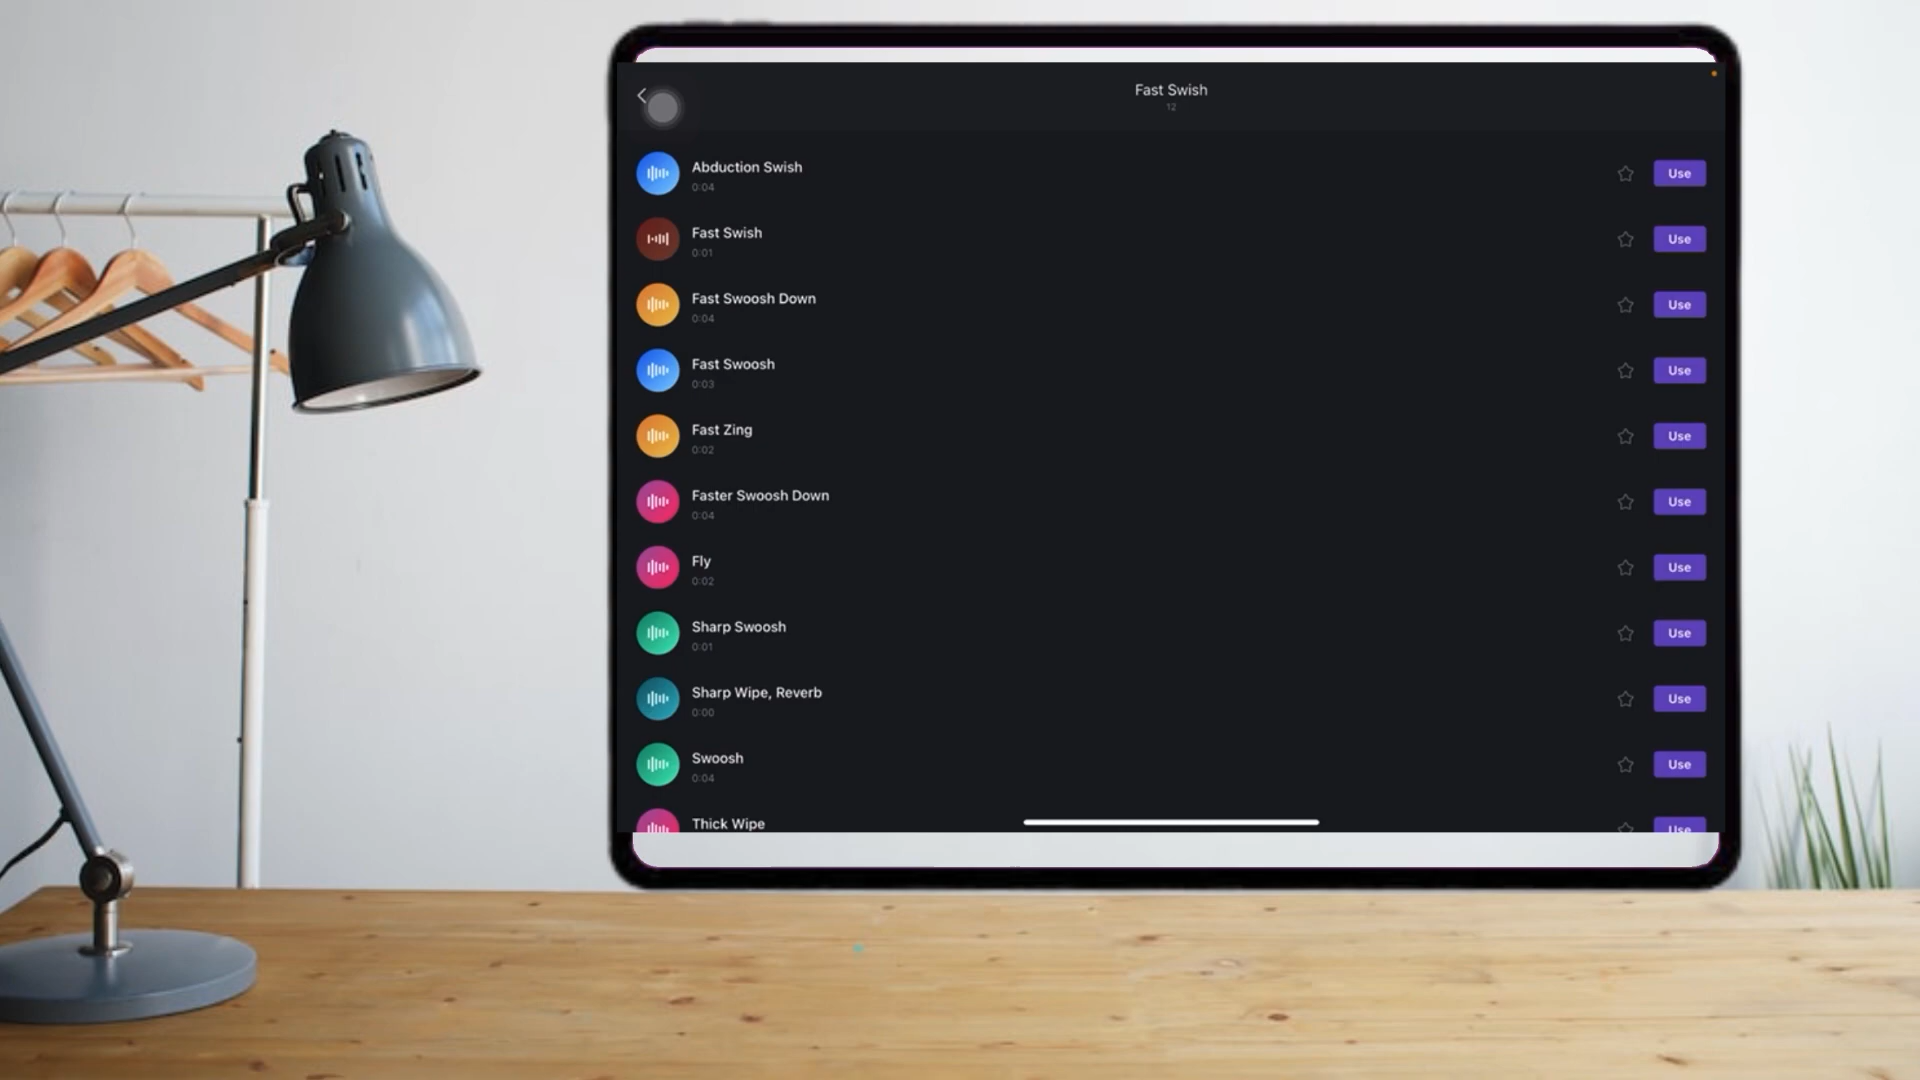 Fast Swish
12
Abduction Swish
0:04
Use
Fast Swish
0:01
Use
Fast Swoosh Down
0:04
Use
Fast Swoosh
0:03
Use
Fast Zing
0:02
Use
Faster Swoosh Down
0:04
Use
Fly
0:02
Use
Sharp Swoosh
0:01
Use
Sharp Wipe, Reverb
0:00
Use
Swoosh
0:04
Use
Thick Wipe
Use